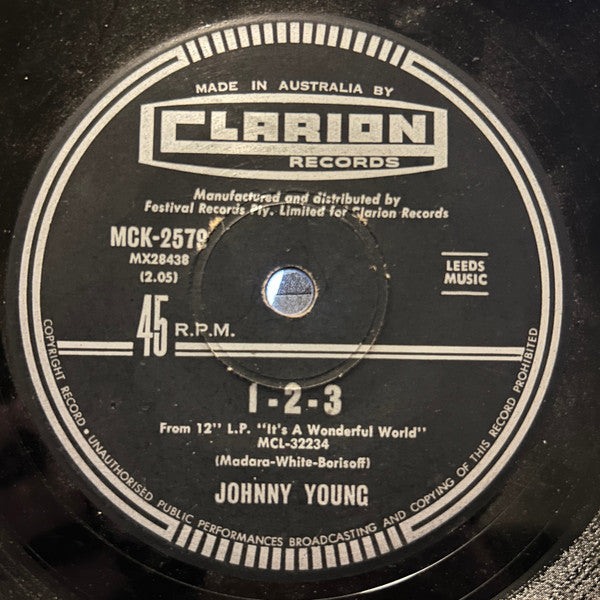 MADE IN AUSTRALIA BY
CLARION
RECORDS
Manufactured and distributed by
Festival Records Pty. Limited for Clarion Records
MCK-2579
MX28438
(2.05)
LEEDS
MUSIC
45 R.P.M.
1-2-3
From 12" L.P. "It's A Wonderful World"
MCL-32234
(Madara-White-Borisoff)
JOHNNY YOUNG
COPYRIGHT RECORD • UNAUTHORISED PUBLIC PERFORMANCES BROADCASTING AND COPYING OF THIS RECORD PROHIBITED